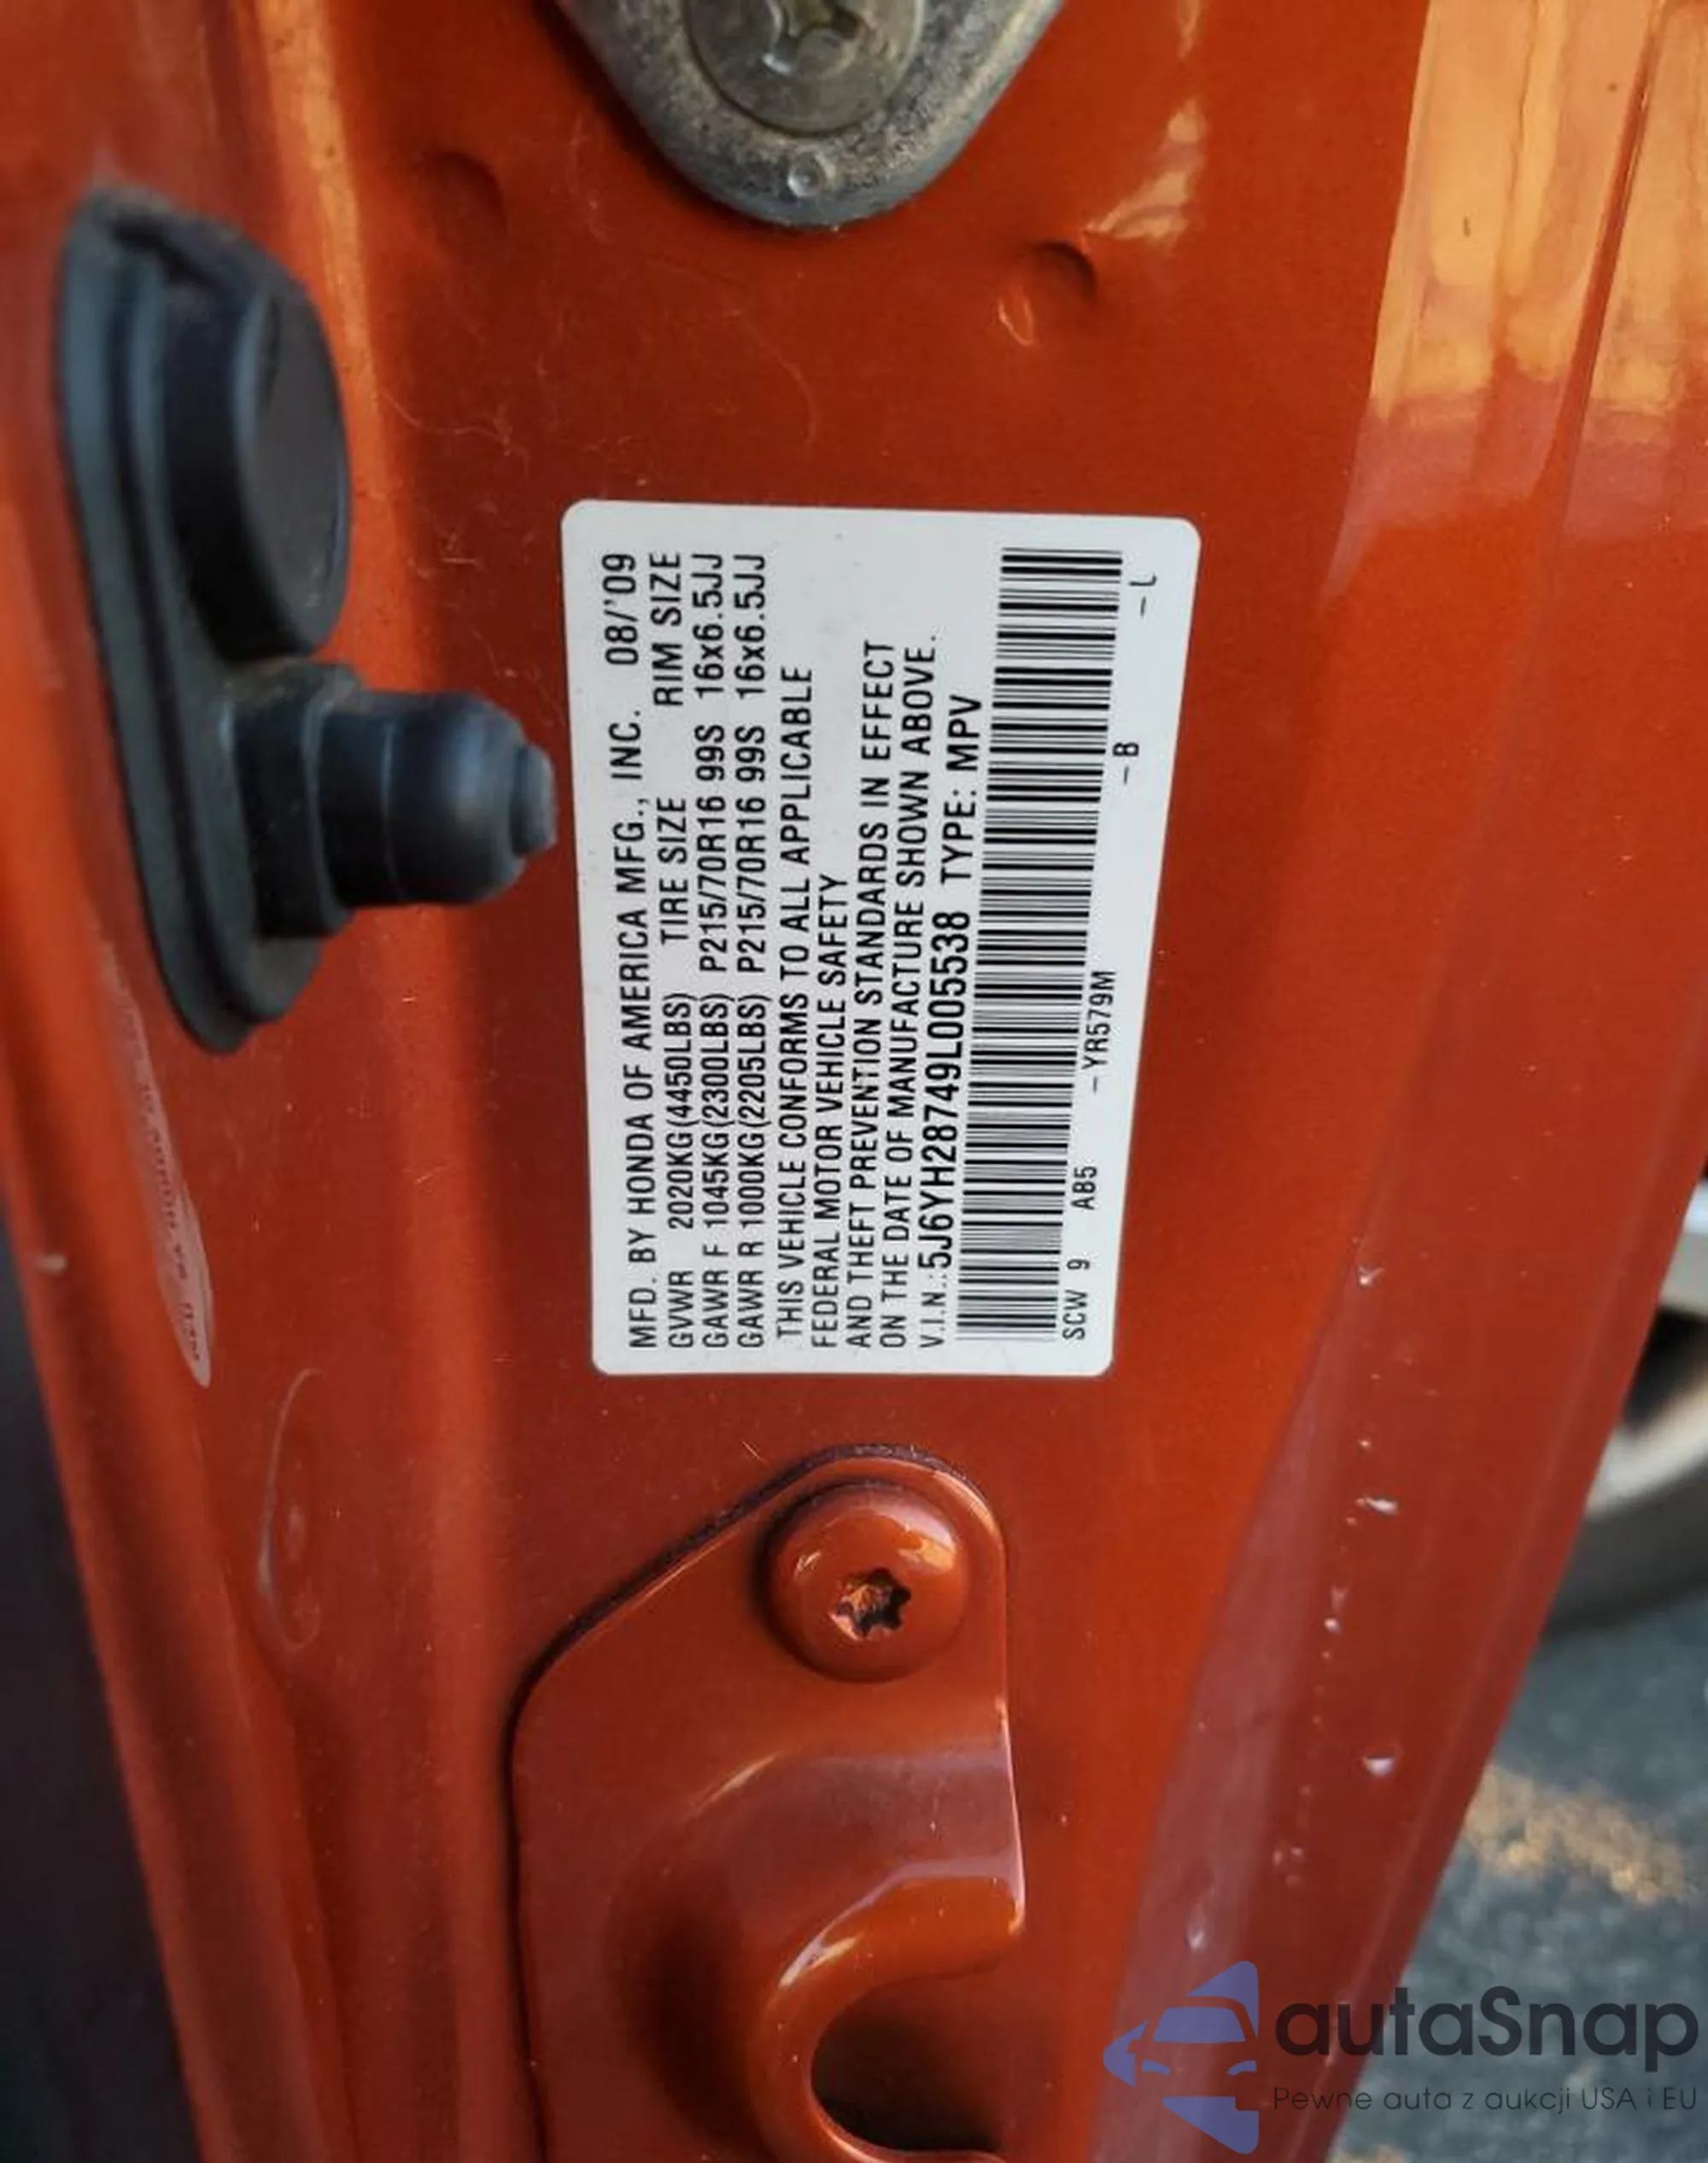 MFD. BY HONDA OF AMERICA MFG., INC. 08/'09
GVWR 2020KG(4450LBS) TIRE SIZE RIM SIZE
GAWR F 1045KG(2300LBS) P215/70R16 99S 16x6.5JJ
GAWR R 1000KG(2205LBS) P215/70R16 99S 16x6.5JJ
THIS VEHICLE CONFORMS TO ALL APPLICABLE
FEDERAL MOTOR VEHICLE SAFETY
AND THEFT PREVENTION STANDARDS IN EFFECT
ON THE DATE OF MANUFACTURE SHOWN ABOVE.
V.I.N.:5J6YH28749L005538 TYPE: MPV
SCW 9 AB5 -YR579M -B -L
autaSnap
Pewne auta z aukcji USA i EU